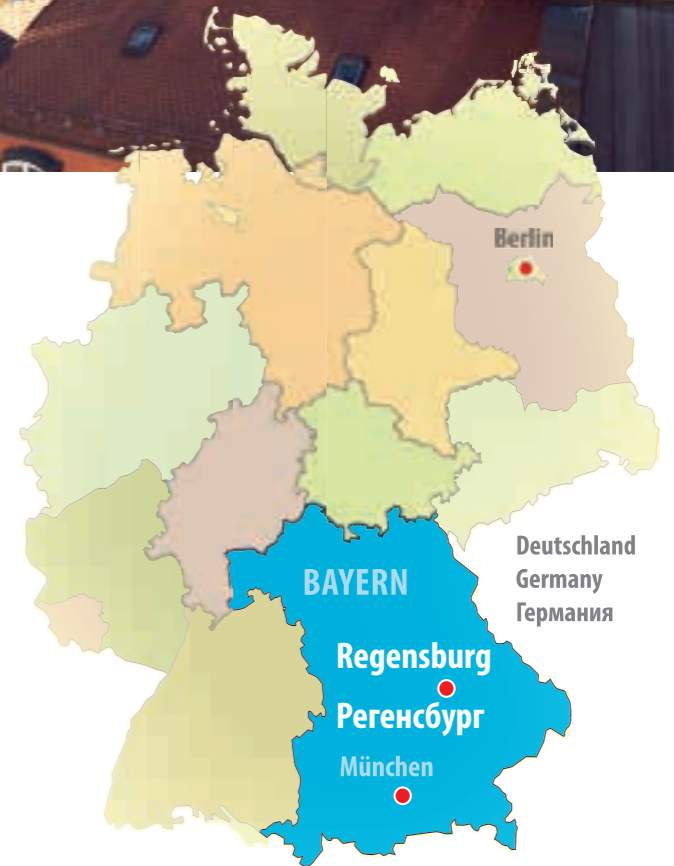 Berlin
Deutschland
Germany
Германия
BAYERN
Regensburg
Регенсбург
München